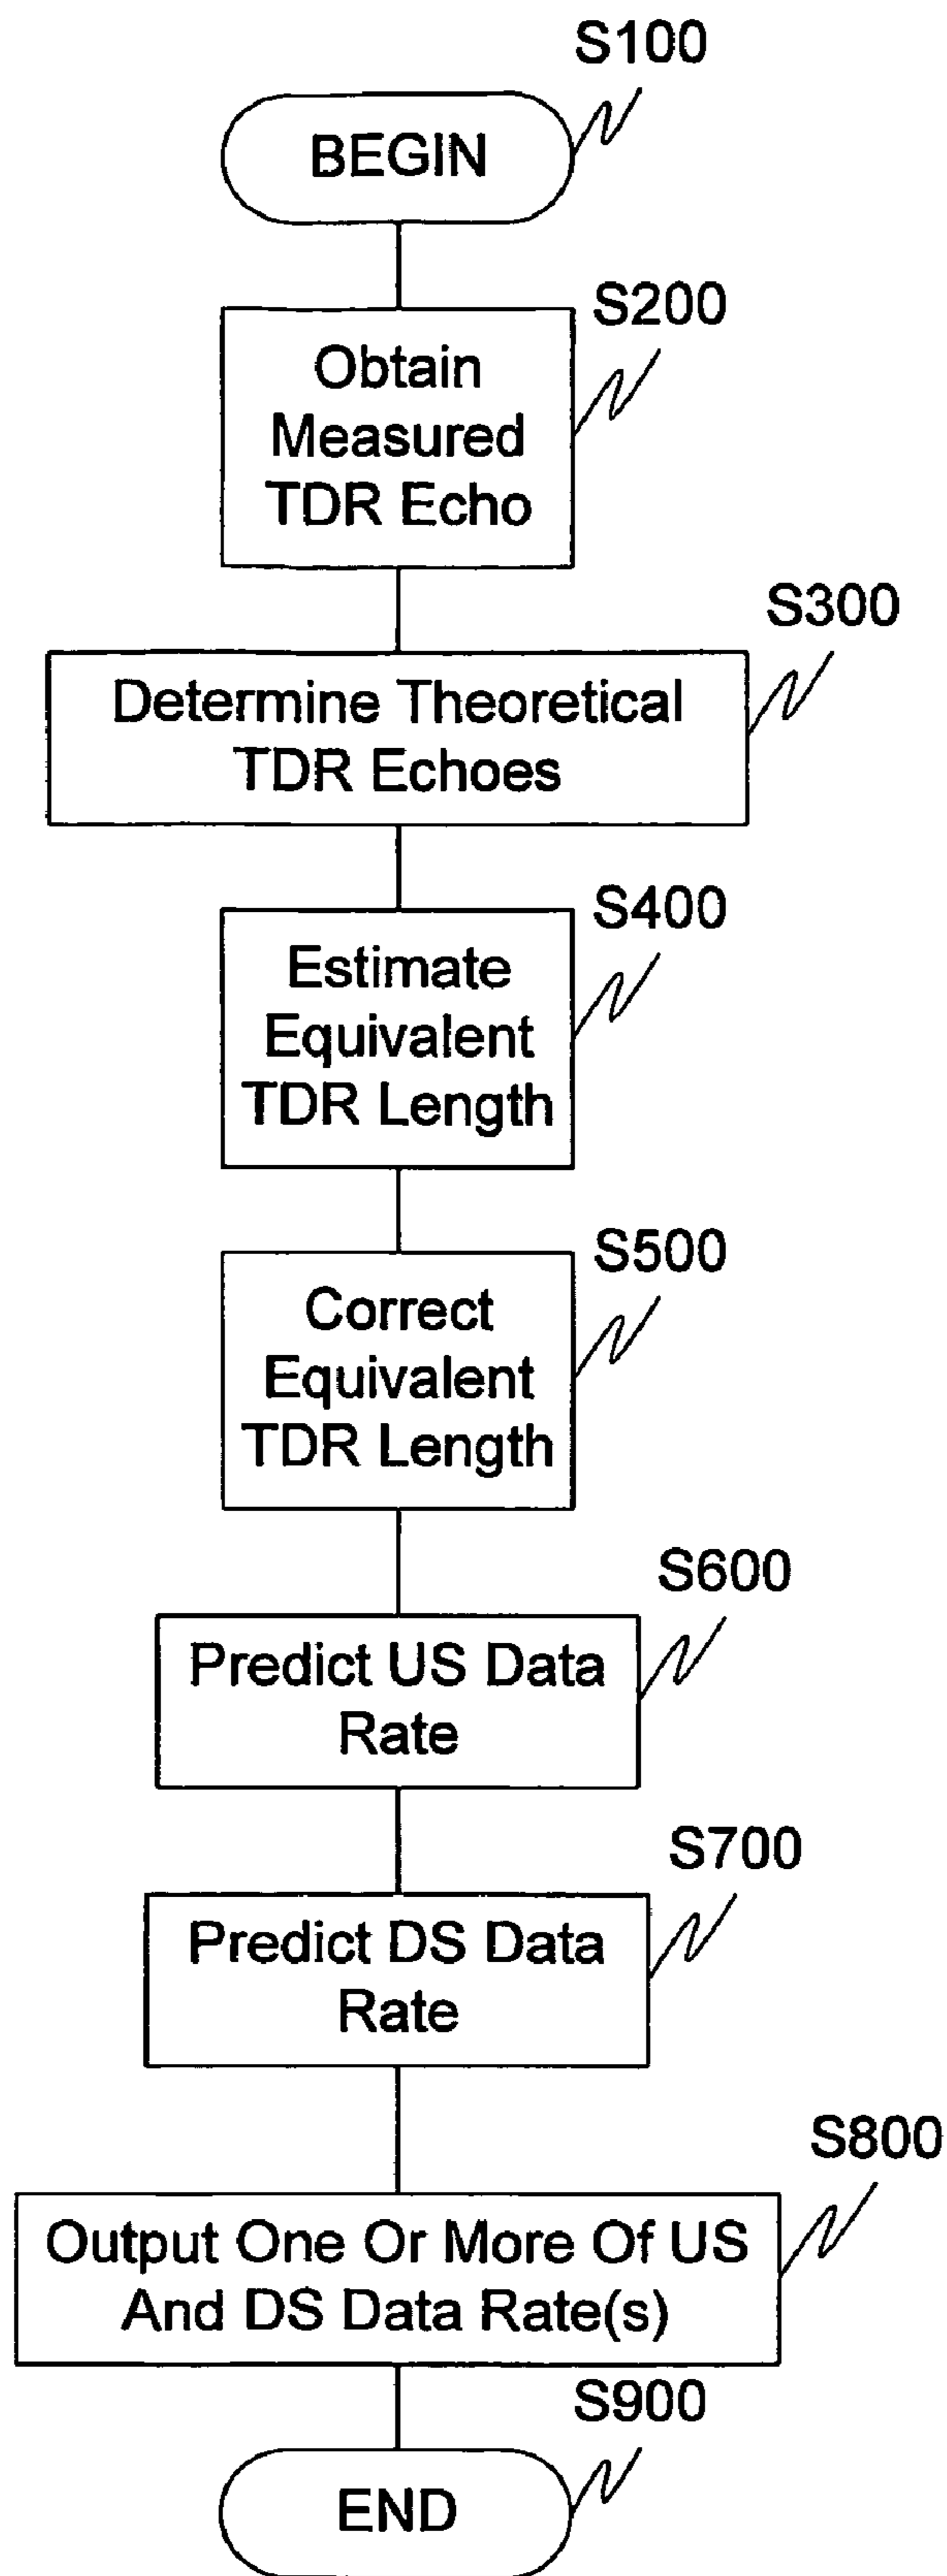 S100
BEGIN
S200
Obtain
Measured
TDR Echo
S300
Determine Theoretical
TDR Echoes
S400
Estimate
Equivalent
TDR Length
S500
Correct
Equivalent
TDR Length
S600
Predict US Data
Rate
S700
Predict DS Data
Rate
S800
Output One Or More Of US
And DS Data Rate(s)
S900
END